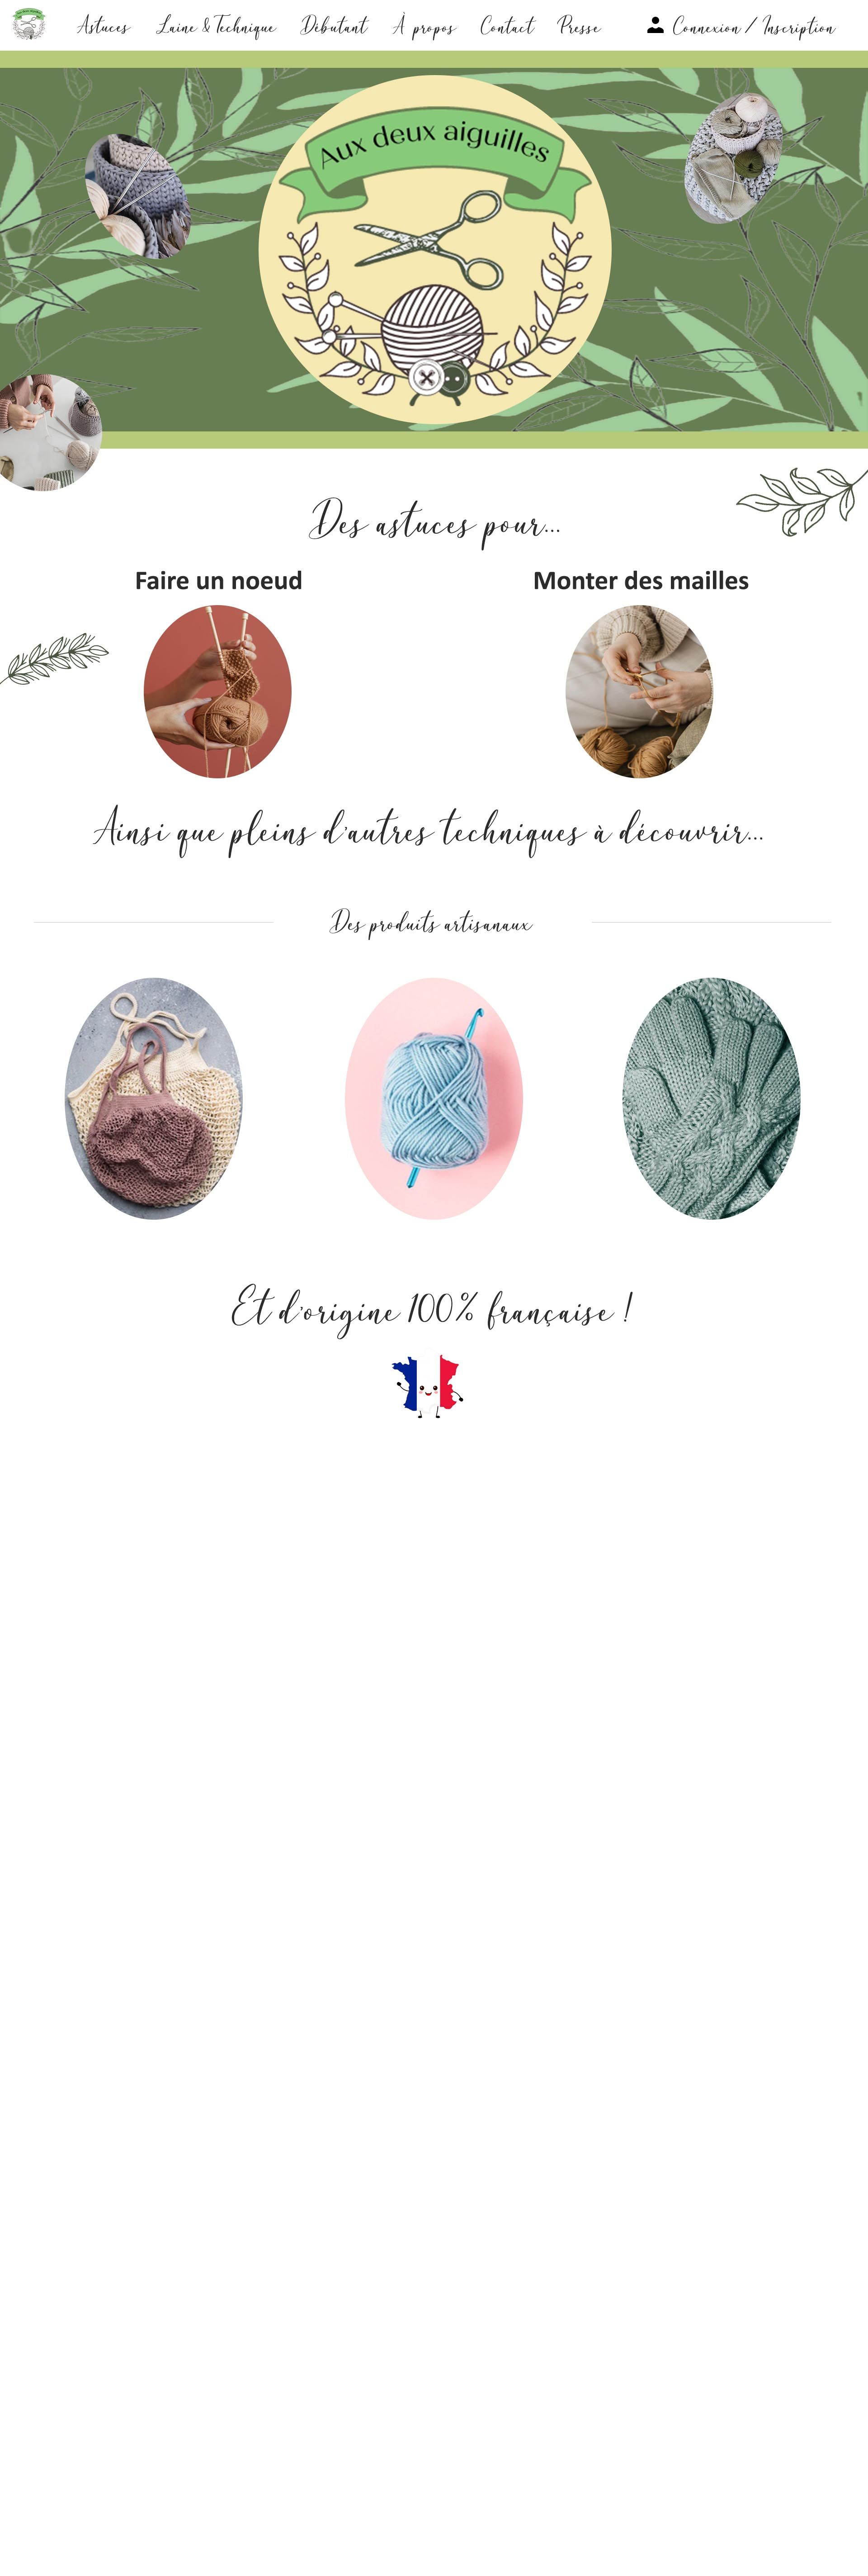 Astuces Laine & Technique Débutant À propos Contact Presse Connexion / Inscription
Aux deux aiguilles
Des astuces pour...
Faire un noeud Monter des mailles
Ainsi que pleins d'autres techniques à découvrir...
Des produits artisanaux
Et d'origine 100% française !